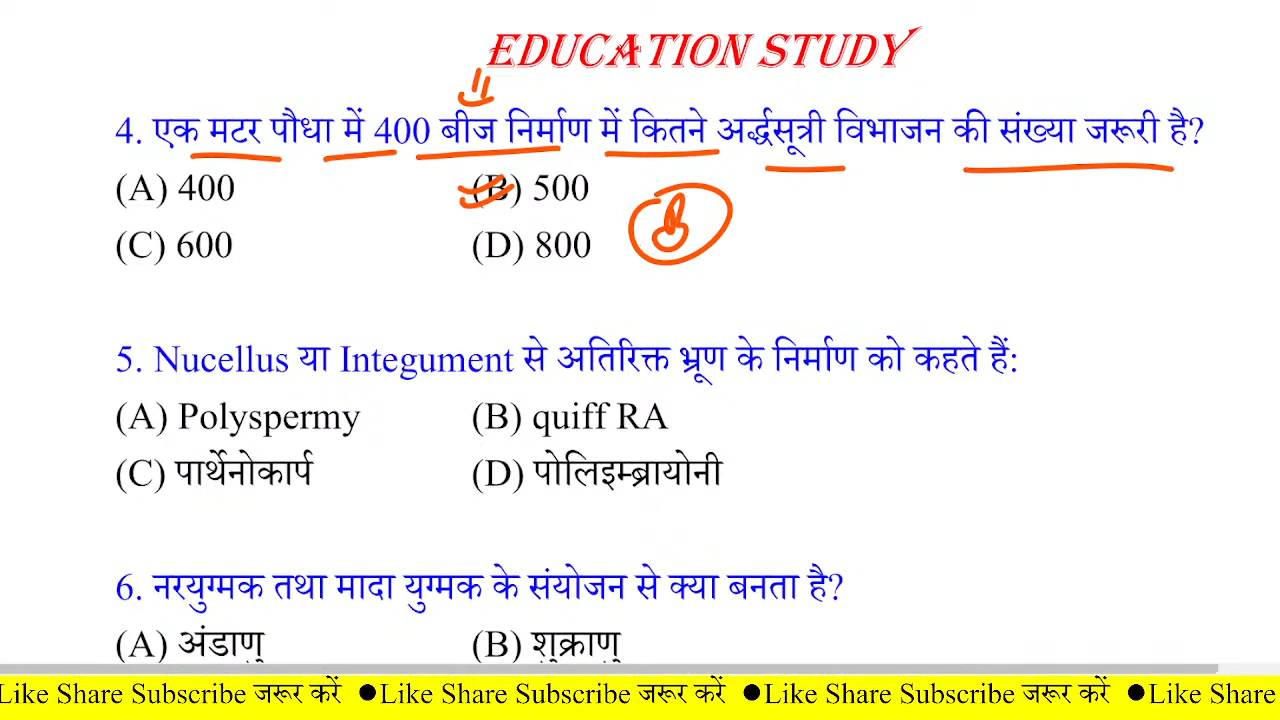 EDUCATION STUDY
4. एक मटर पौधा में 400 बीज निर्माण में कितने अर्द्धसूत्री विभाजन की संख्या जरूरी है?
(A) 400 (B) 500
(C) 600 (D) 800
5. Nucellus या Integument से अतिरिक्त भ्रूण के निर्माण को कहते हैं:
(A) Polyspermy (B) quiff RA
(C) पार्थेनोकार्प (D) पोलिइम्ब्रायोनी
6. नरयुग्मक तथा मादा युग्मक के संयोजन से क्या बनता है?
(A) अंडाणु (B) शुक्राणु
Like Share Subscribe जरूर करें ●Like Share Subscribe जरूर करें ●Like Share Subscribe जरूर करें ●Like Share